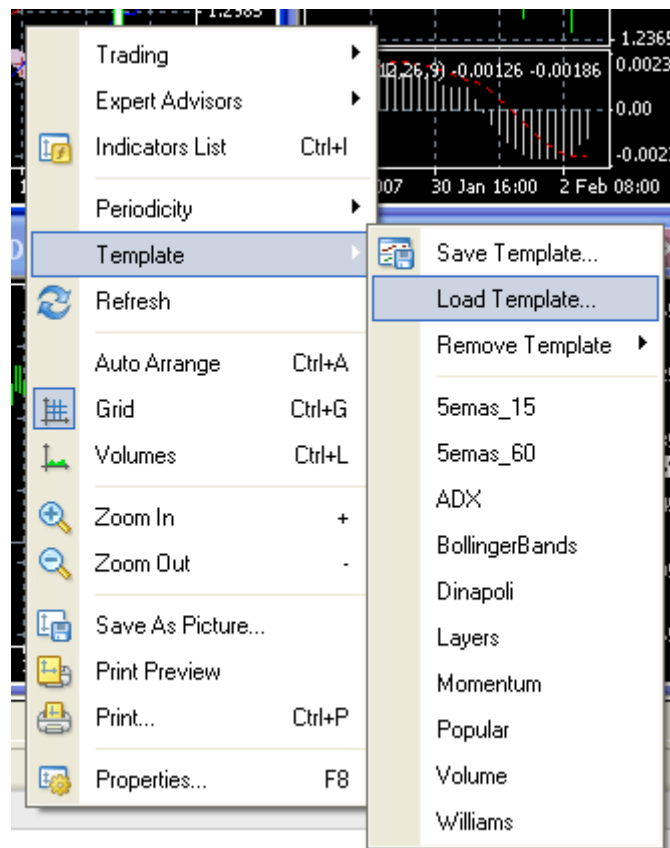 1.2365
Trading
12,26,9) -0.00126 -0.00186
0.0023
Expert Advisors
0.00
Indicators List Ctrl+I
-0.002
007 30 Jan 16:00 2 Feb 08:00
Periodicity
Template
Save Template...
Refresh
Load Template...
Remove Template
Auto Arrange Ctrl+A
Grid Ctrl+G
5emas_15
Volumes Ctrl+L
5emas_60
ADX
Zoom In +
BollingerBands
Zoom Out -
Dinapoli
Save As Picture...
Layers
Print Preview
Momentum
Print... Ctrl+P
Popular
Properties... F8
Volume
Williams